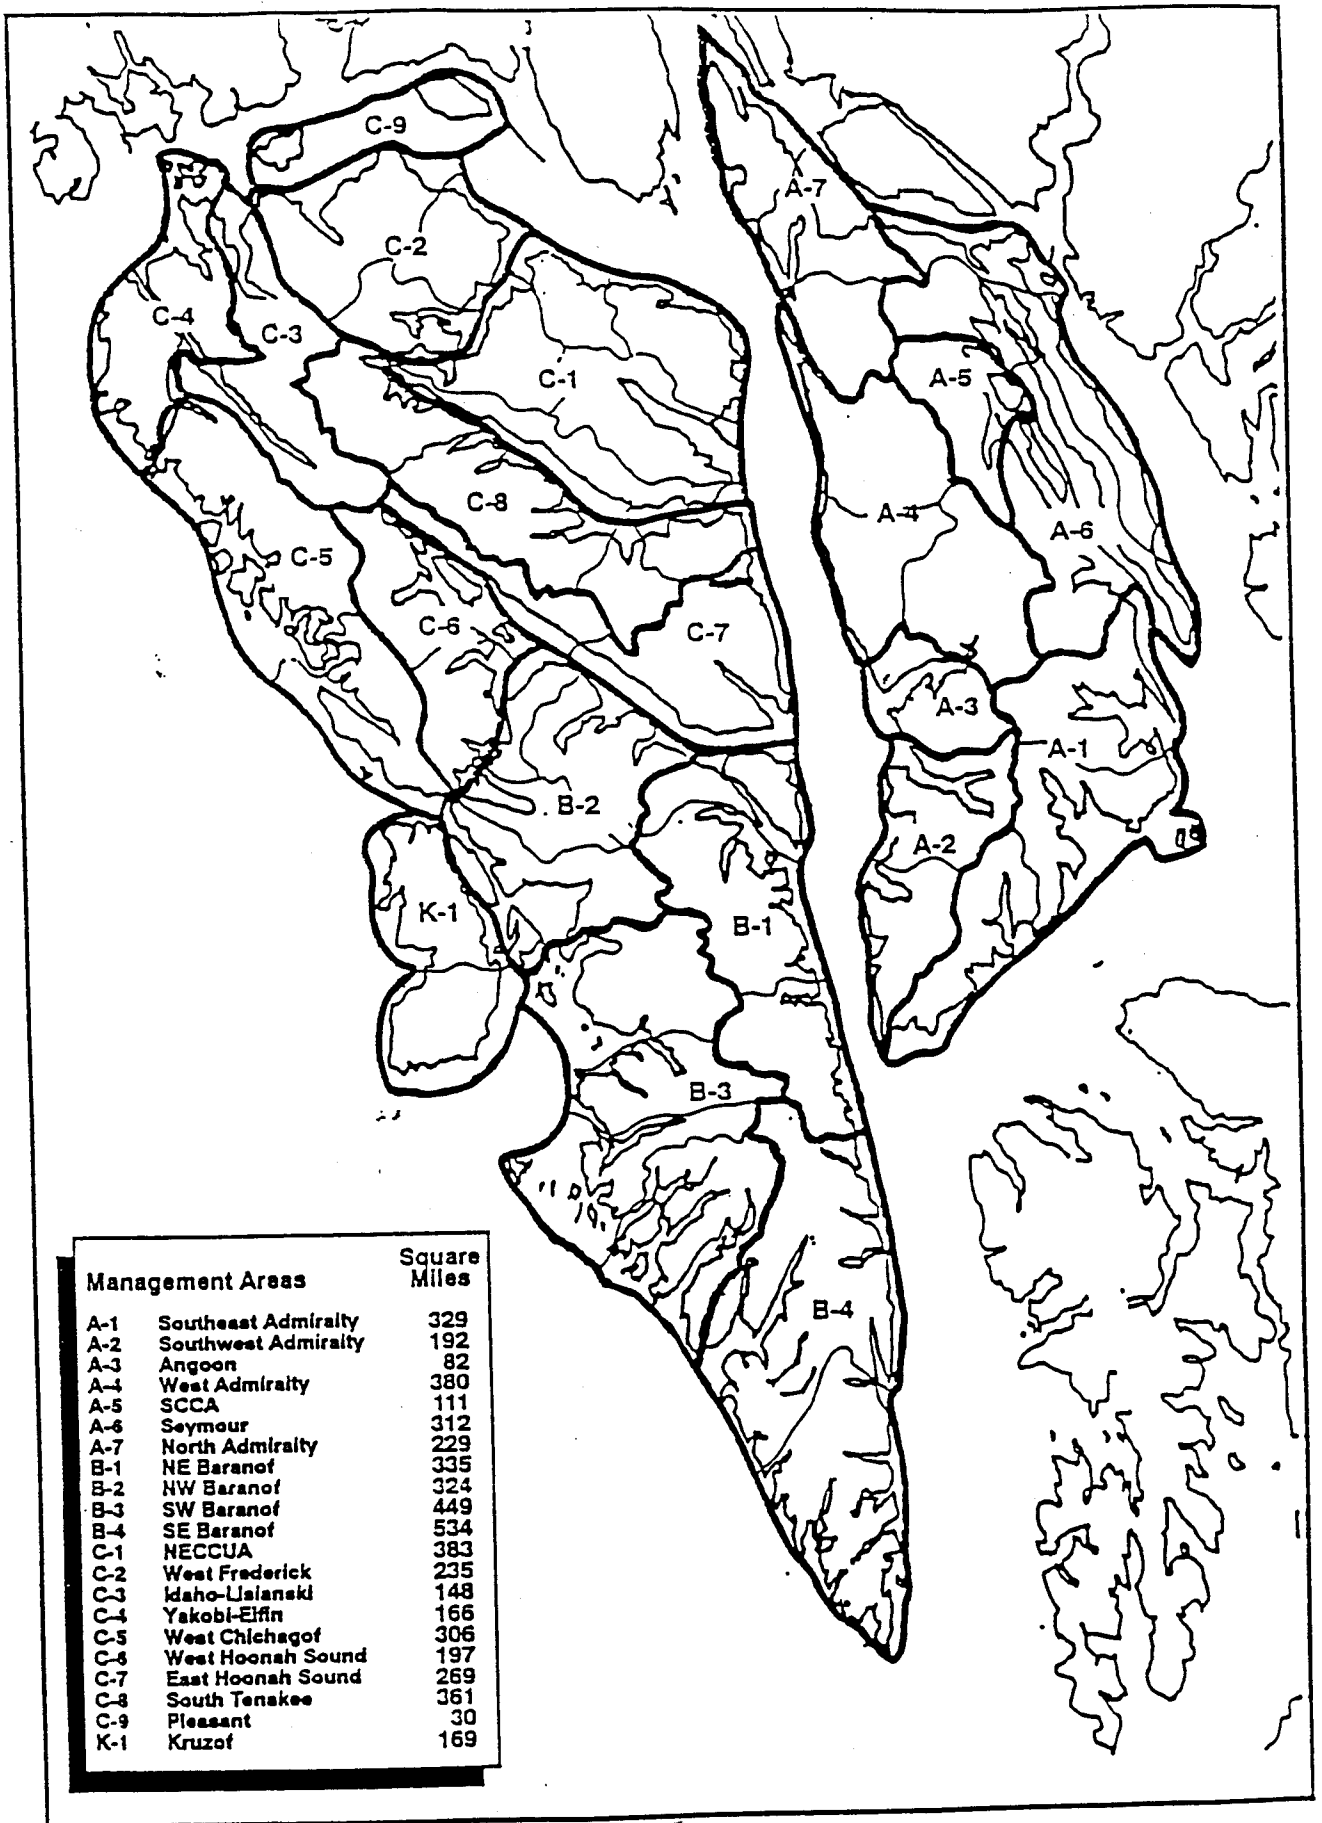 C-9
A-7
C-2
C-4
C-3
C-1
A-5
C-8
A-4
A-6
C-5
C-6
C-7
A-3
A-1
B-2
A-2
K-1
B-1
B-3
B-4
Management Areas Square Miles
A-1 Southeast Admiralty 329
A-2 Southwest Admiralty 192
A-3 Angoon 82
A-4 West Admiralty 380
A-5 SCCA 111
A-6 Seymour 312
A-7 North Admiralty 229
B-1 NE Baranof 335
B-2 NW Baranof 324
B-3 SW Baranof 449
B-4 SE Baranof 534
C-1 NECCUA 383
C-2 West Frederick 235
C-3 Idaho-Lisianski 148
C-4 Yakobi-Elfin 166
C-5 West Chichagof 306
C-6 West Hoonah Sound 197
C-7 East Hoonah Sound 269
C-8 South Tenakee 361
C-9 Pleasant 30
K-1 Kruzof 169